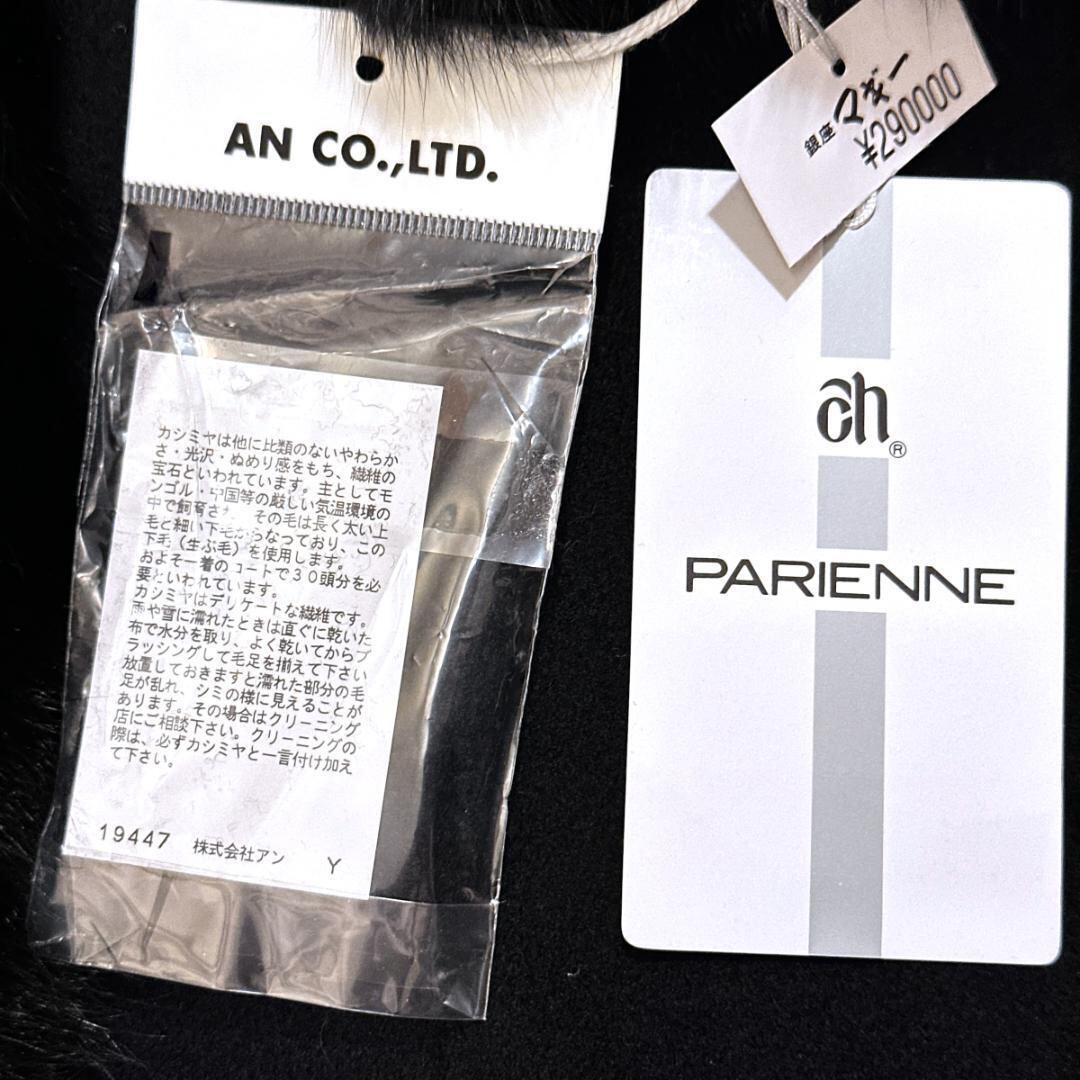 AN CO.,LTD.
カシミヤは他に比類のないやわらか
さ・光沢・ぬめり感をもち、繊維の
宝石といわれています。主としてモ
ンゴル・中国等の厳しい気温環境の
中で飼育され その毛は長く太い上
毛と細い下毛からなっており、この
下毛(生ぶ毛)を使用します。
およそ一着のコートで30頭分を必
要といわれています。
カシミヤはデリケートな繊維です。
雨や雪に濡れたときは直ぐに乾いた
布で水分を取り、よく乾いてからブ
ラッシングして毛足を揃えて下さい
放置しておきますと濡れた部分の毛
足が乱れ、シミの様に見えることが
あります。その場合はクリーニング
店にご相談下さい。クリーニングの
際は、必ずカシミヤと一言付け加え
て下さい。
19447 株式会社アン Y
銀座 マギー
¥290000
an®
PARIENNE